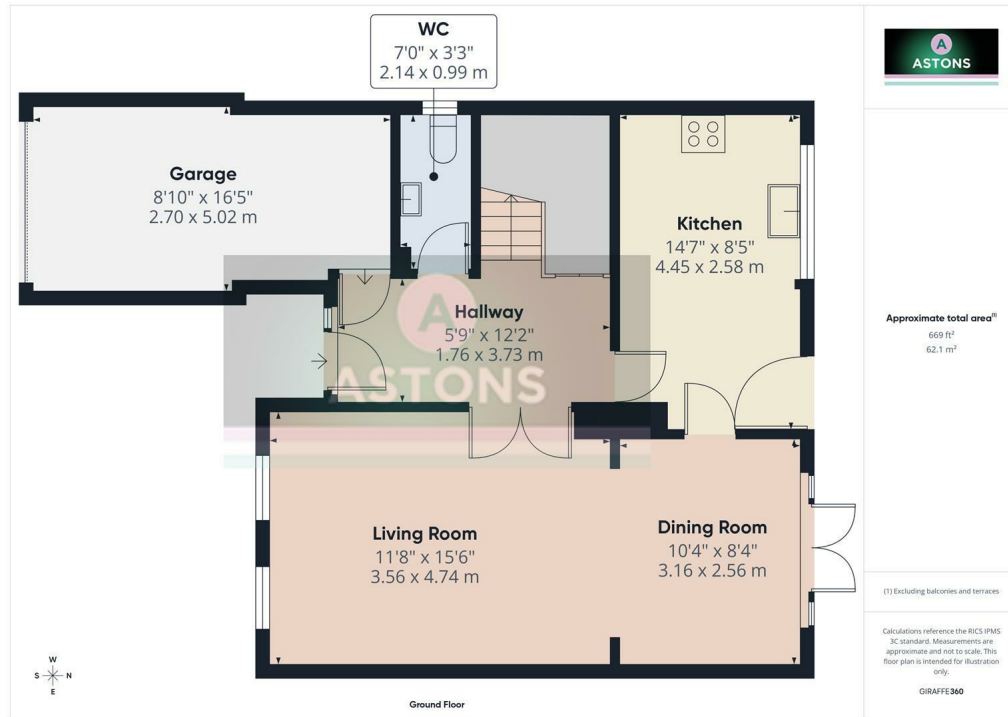 WC
7'0" x 3'3"
2.14 x 0.99 m
A
ASTONS
Garage
8'10" x 16'5"
2.70 x 5.02 m
Kitchen
14'7" x 8'5"
4.45 x 2.58 m
Hallway
5'9" x 12'2"
1.76 x 3.73 m
A
ASTONS
Approximate total area(1)
669 ft²
62.1 m²
Living Room
11'8" x 15'6"
3.56 x 4.74 m
Dining Room
10'4" x 8'4"
3.16 x 2.56 m
(1) Excluding balconies and terraces
Calculations reference the RICS IPMS
3C standard. Measurements are
approximate and not to scale. This
floor plan is intended for illustration
only.
GIRAFFE360
W
S N
E
Ground Floor